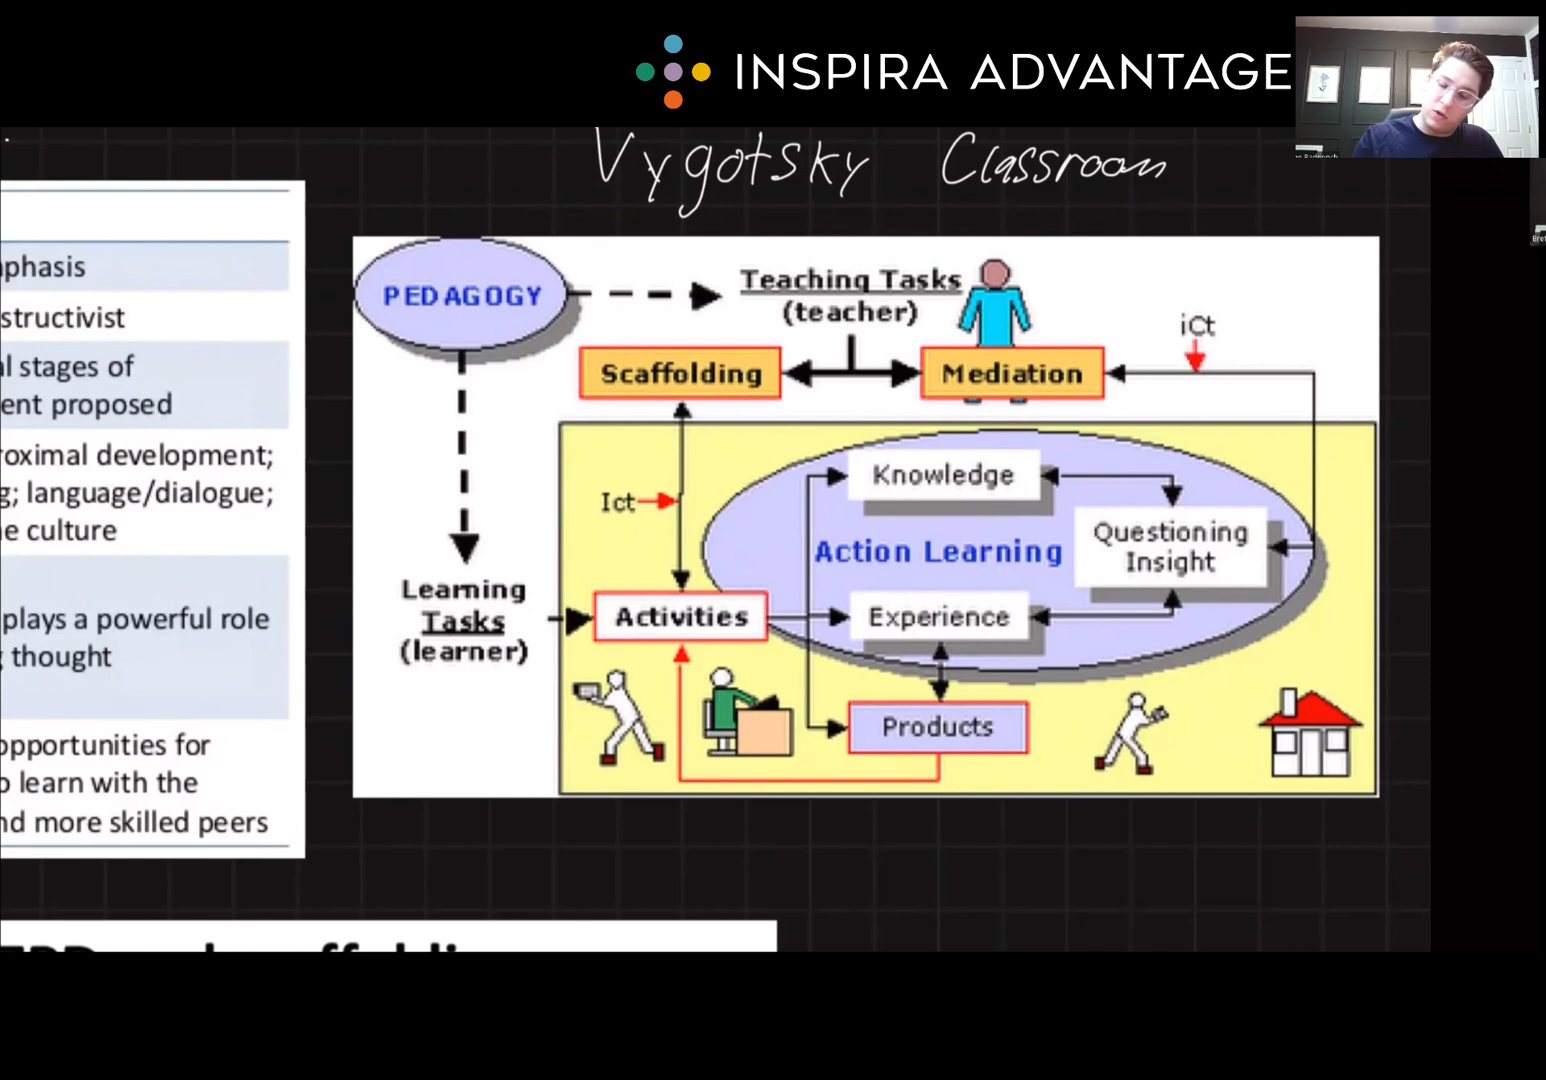 INSPIRA ADVANTAGE
Vygotsky Classroom
mphasis
structivist
al stages of
ent proposed
roximal development;
g; language/dialogue;
e culture
plays a powerful role
g thought
opportunities for
o learn with the
nd more skilled peers
PEDAGOGY
Teaching Tasks
(teacher)
iCt
Scaffolding
Mediation
Knowledge
Ict
Questioning
Insight
Action Learning
Learning
Tasks
(learner)
Activities
Experience
Products